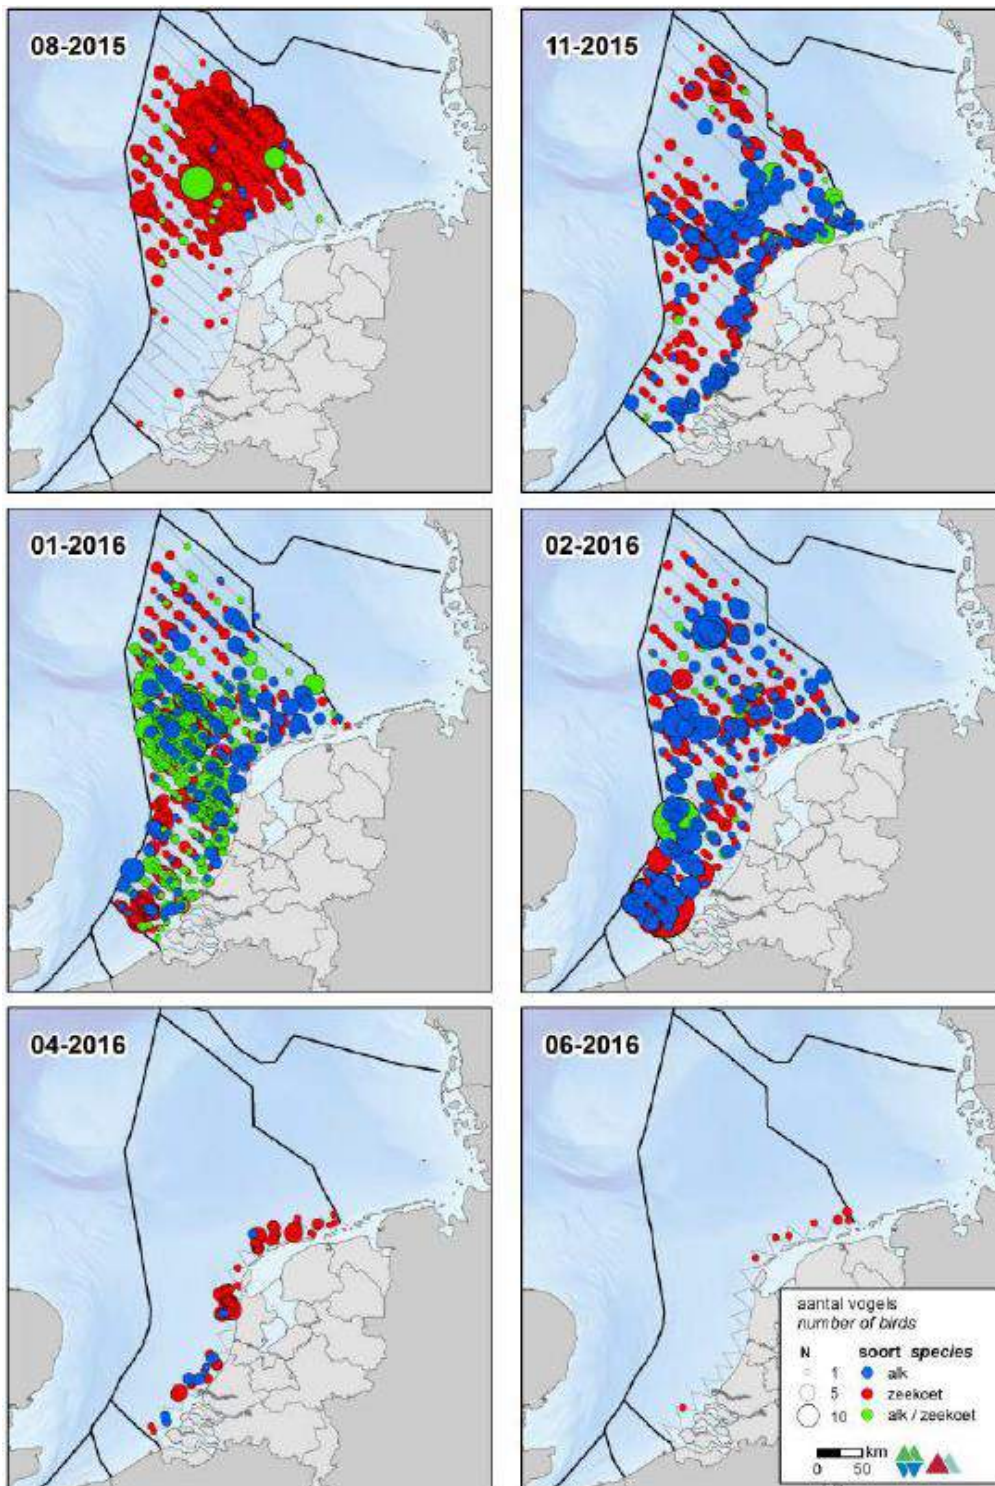 08-2015
11-2015
01-2016
02-2016
04-2016
06-2016
aantal vogels
number of birds
N soort species
1 alk
5 zeekoet
10 alk / zeekoet
km
0 50